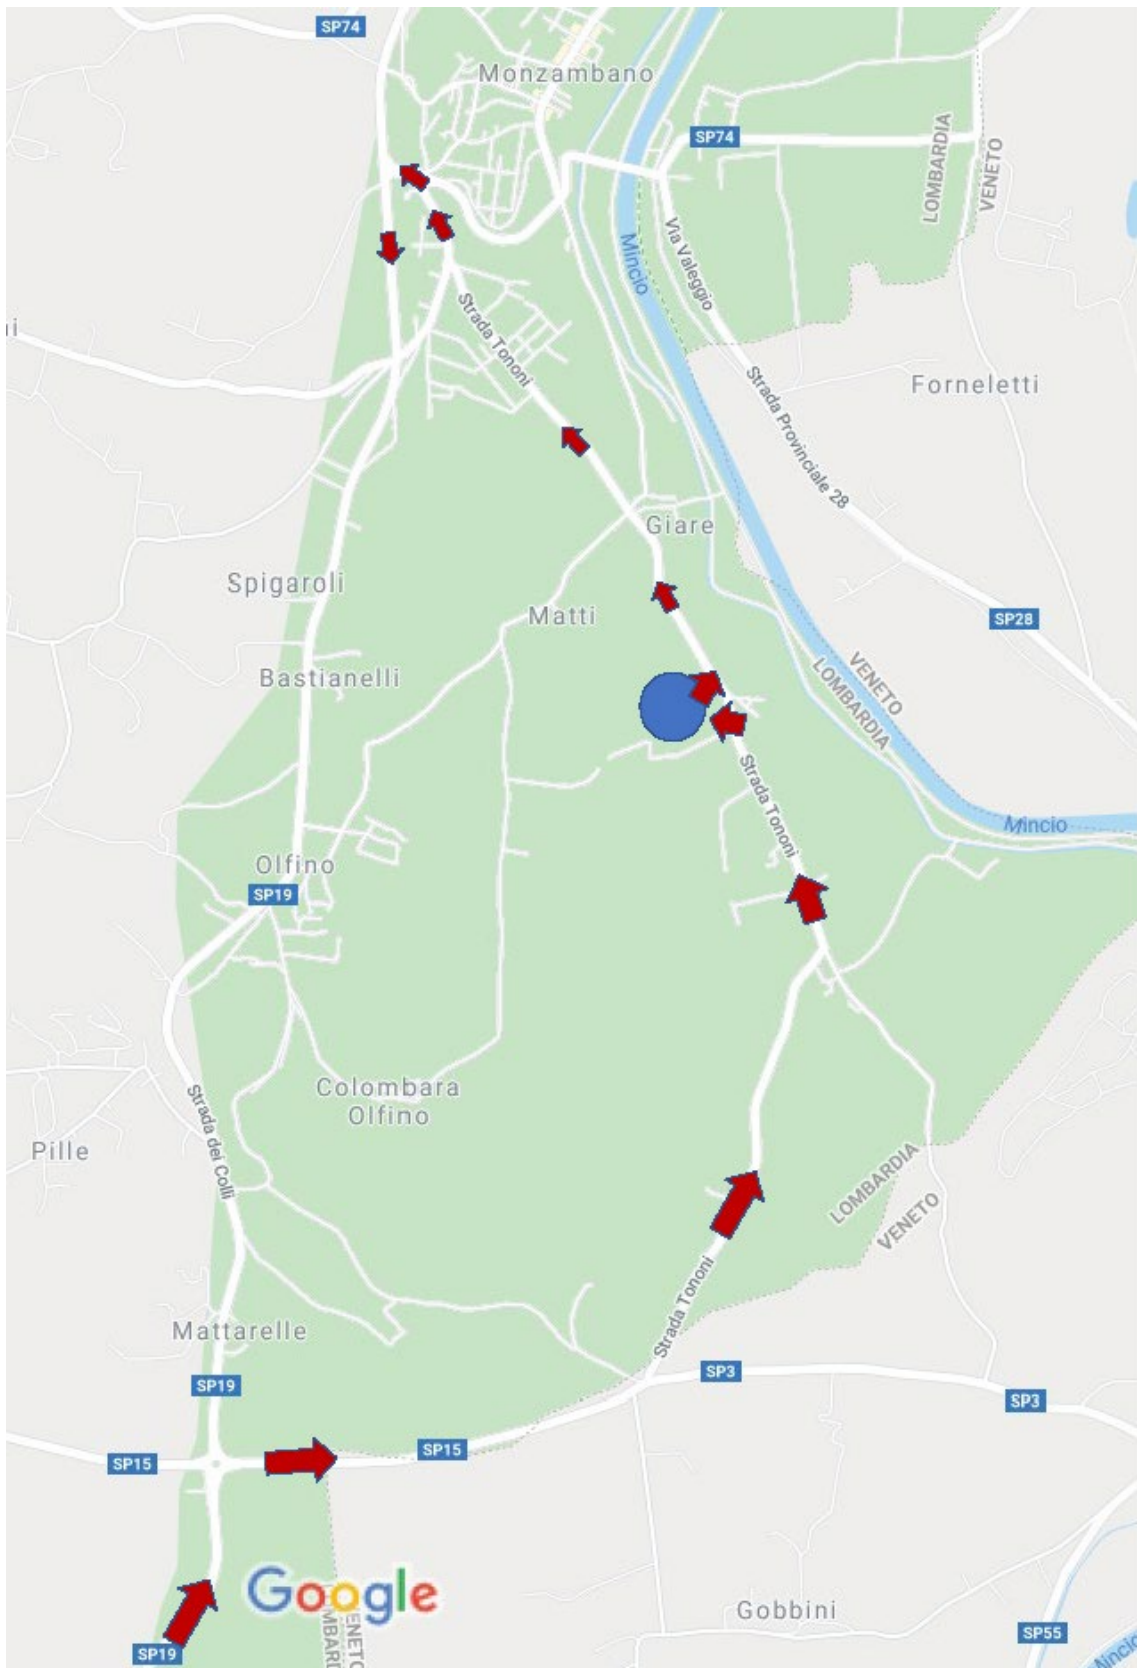 SP74
Monzambano
SP74
LOMBARDIA
VENETO
Mincio
Via Valeggio
Strada Tononi
Strada Provinciale 28
Forneletti
Giare
Spigaroli
Matti
SP28
Bastianelli
VENETO
LOMBARDIA
Strada Tononi
Mincio
Olfino
SP19
Colombara
Olfino
Strada dei Colli
Pille
LOMBARDIA
VENETO
Strada Tononi
Mattarelle
SP19
SP3
SP3
SP15
SP15
Google
Gobbini
SP19
SP55